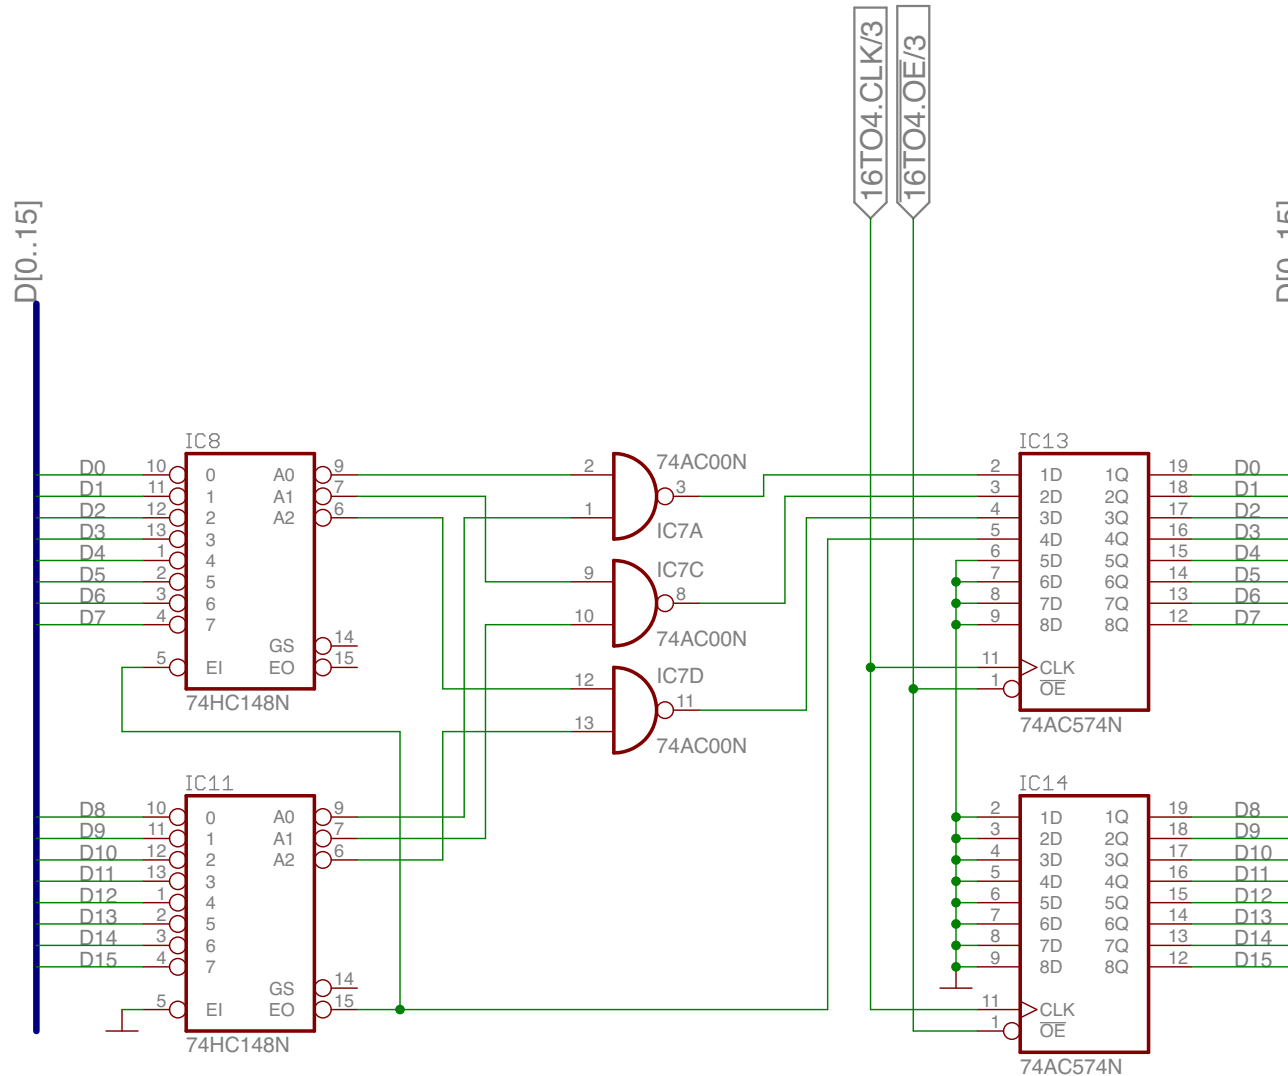 16TO4.CLK/3
16TO4.OE/3
D[0..15]
D[0..15]
IC8
D0 10 0 A0 9
D1 11 1 A1 7
D2 12 2 A2 6
D3 13 3
D4 1 4
D5 2 5
D6 3 6
D7 4 7
GS 14
5 EI EO 15
74HC148N
IC11
D8 10 0 A0 9
D9 11 1 A1 7
D10 12 2 A2 6
D11 13 3
D12 1 4
D13 2 5
D14 3 6
D15 4 7
GS 14
5 EI EO 15
74HC148N
74AC00N
2
3
1
IC7A
IC7C
9
8
10
74AC00N
IC7D
12
11
13
74AC00N
IC13
2 1D 1Q 19 D0
3 2D 2Q 18 D1
4 3D 3Q 17 D2
5 4D 4Q 16 D3
6 5D 5Q 15 D4
7 6D 6Q 14 D5
8 7D 7Q 13 D6
9 8D 8Q 12 D7
11 CLK
1 OE
74AC574N
IC14
2 1D 1Q 19 D8
3 2D 2Q 18 D9
4 3D 3Q 17 D10
5 4D 4Q 16 D11
6 5D 5Q 15 D12
7 6D 6Q 14 D13
8 7D 7Q 13 D14
9 8D 8Q 12 D15
11 CLK
1 OE
74AC574N